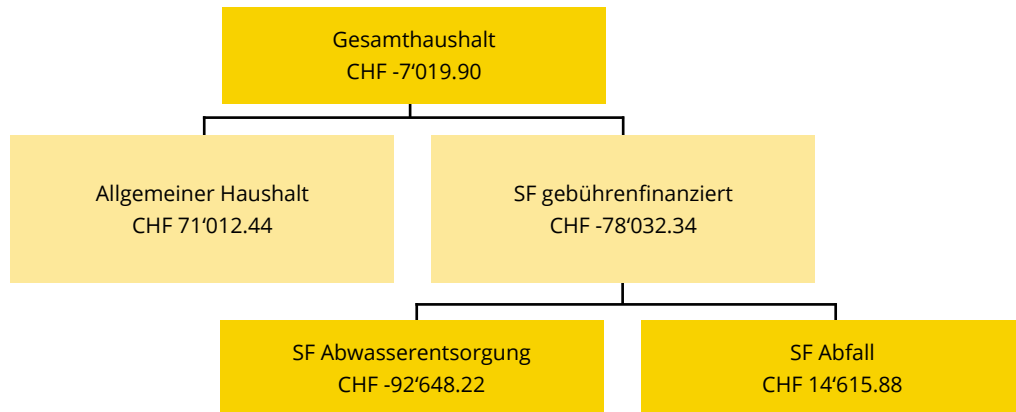 Gesamthaushalt
CHF -7‘019.90
Allgemeiner Haushalt
CHF 71‘012.44
SF gebührenfinanziert
CHF -78‘032.34
SF Abwasserentsorgung
CHF -92‘648.22
SF Abfall
CHF 14‘615.88